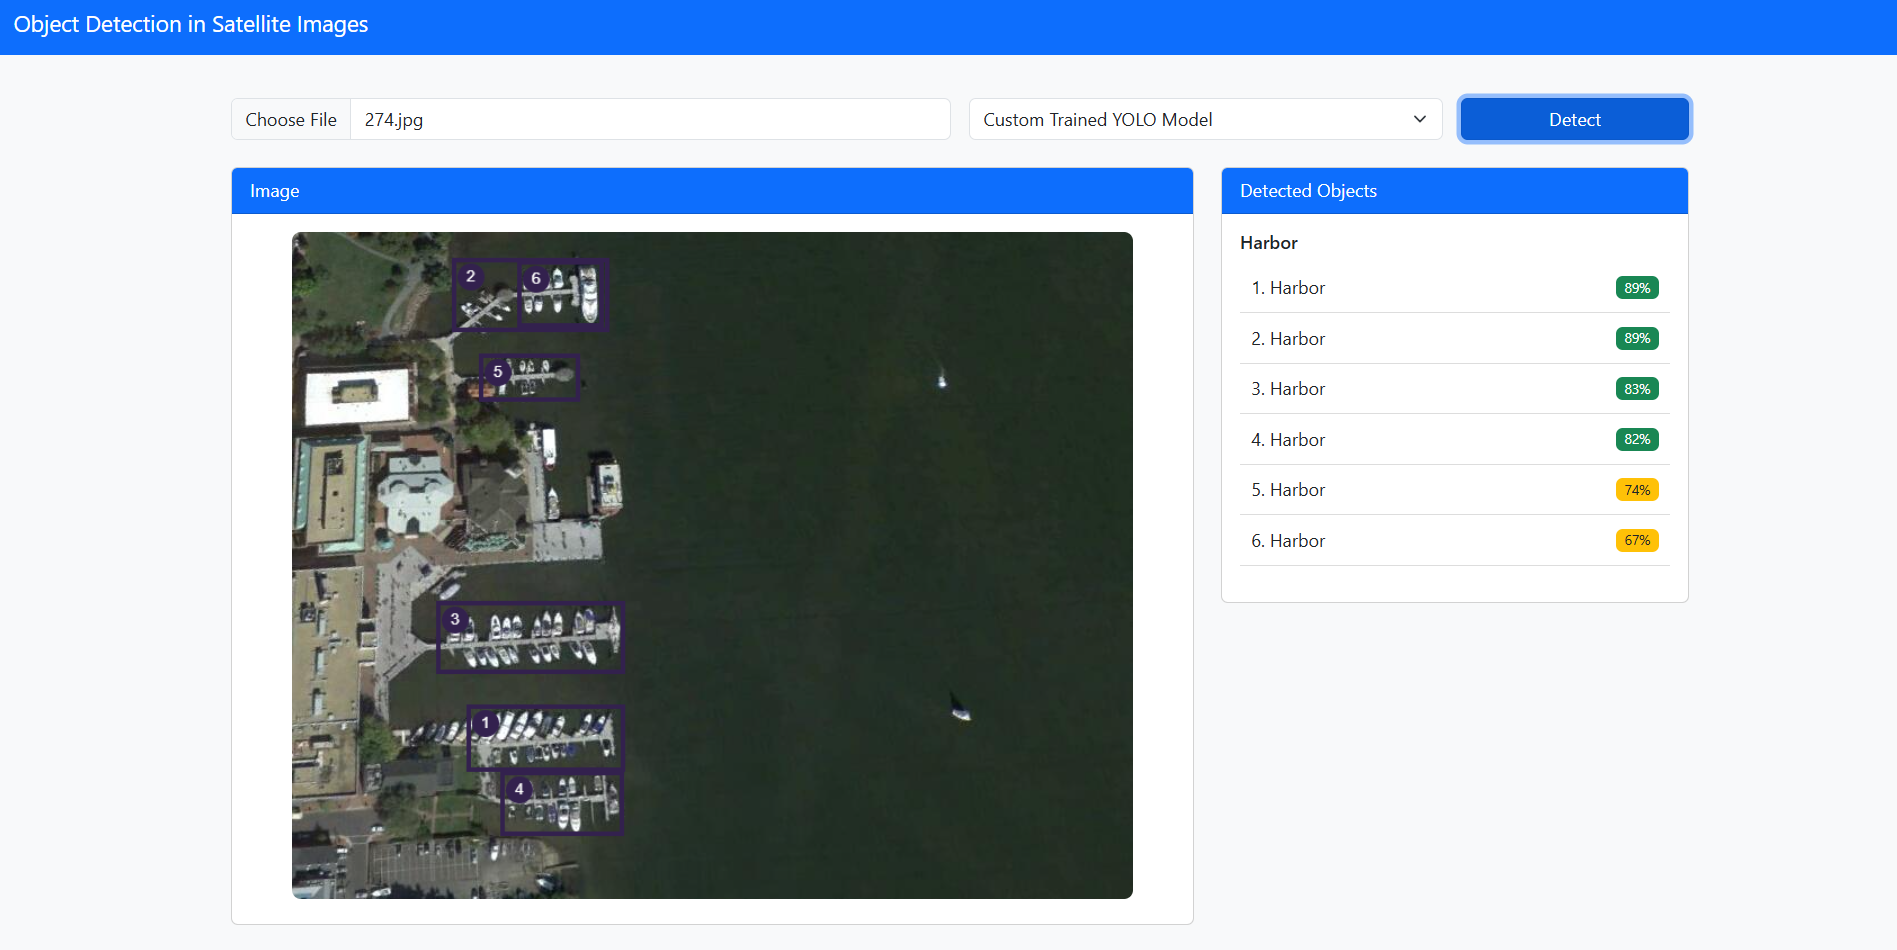 Object Detection in Satellite Images
Choose File 274.jpg Custom Trained YOLO Model Detect
Image
2 6
5
3
1
4
Detected Objects
Harbor
1. Harbor 89%
2. Harbor 89%
3. Harbor 83%
4. Harbor 82%
5. Harbor 74%
6. Harbor 67%